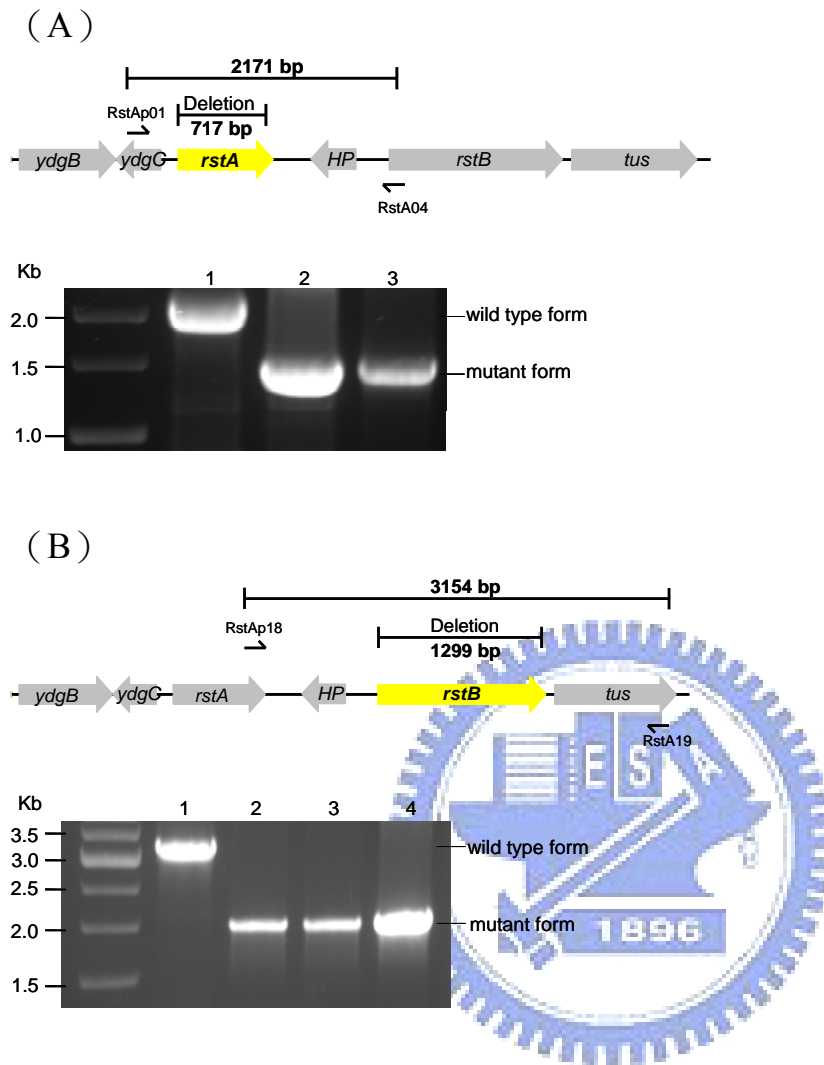 (A)
2171 bp
RstAp01
Deletion
717 bp
ydgB ydgC rstA HP rstB tus
RstA04
Kb
1 2 3
2.0
wild type form
1.5
mutant form
1.0
(B)
3154 bp
RstAp18
Deletion
1299 bp
ydgB ydgC rstA HP rstB tus
RstA19
E S A
Kb
1 2 3 4
3.5
wild type form
3.0
2.5
2.0
mutant form
1896
1.5